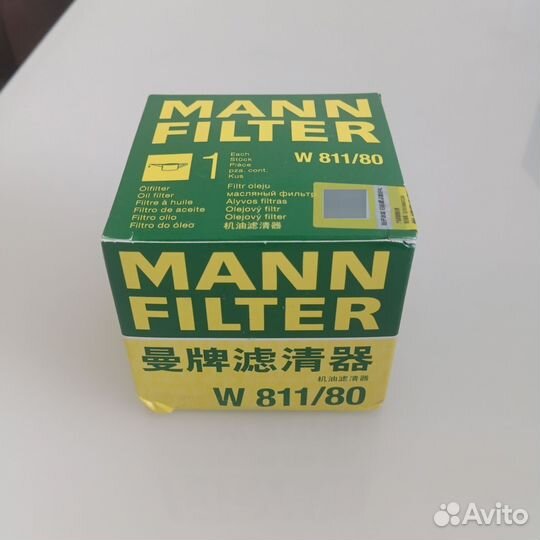 MANN
FILTER
W 811/80
1
Each
Stück
Pièce
pza. cont.
Kus
Ölfilter
Oil filter
Filtre à huile
Filtro de aceite
Filtro olio
Filtro do óleo
Filtr oleju
масляный фильтр
Alyvos filtras
Olejový filtr
Olejový filter
机油滤清器
MANN
FILTER
曼牌滤清器
机油滤清器
W 811/80
Avito